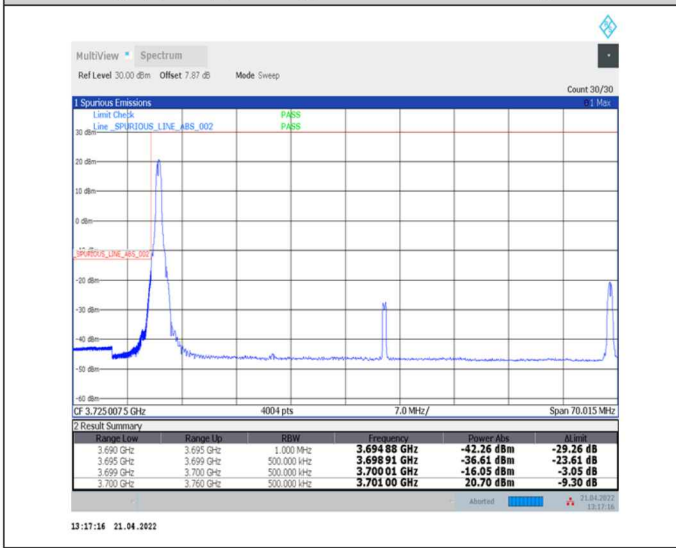 MultiView
Spectrum
Ref Level 30.00 dBm Offset 7.87 dB Mode Sweep
Count 30/30
1 Spurious Emissions
1 Max
Limit Check PASS
Line _SPURIOUS_LINE_ABS_002 PASS
30 dBm
20 dBm
10 dBm
0 dBm
_SPURIOUS_LINE_ABS_002
-20 dBm
-30 dBm
-40 dBm
-50 dBm
-60 dBm
CF 3.7250075 GHz 4004 pts 7.0 MHz/ Span 70.015 MHz
2 Result Summary
Range Low Range Up RBW Frequency Power Abs ΔLimit
3.690 GHz 3.695 GHz 1.000 MHz 3.694 88 GHz -42.26 dBm -29.26 dB
3.695 GHz 3.699 GHz 500.000 kHz 3.698 91 GHz -36.61 dBm -23.61 dB
3.699 GHz 3.700 GHz 500.000 kHz 3.700 01 GHz -16.05 dBm -3.05 dB
3.700 GHz 3.760 GHz 500.000 kHz 3.701 00 GHz 20.70 dBm -9.30 dB
Aborted 21.04.2022
13:17:16
13:17:16 21.04.2022